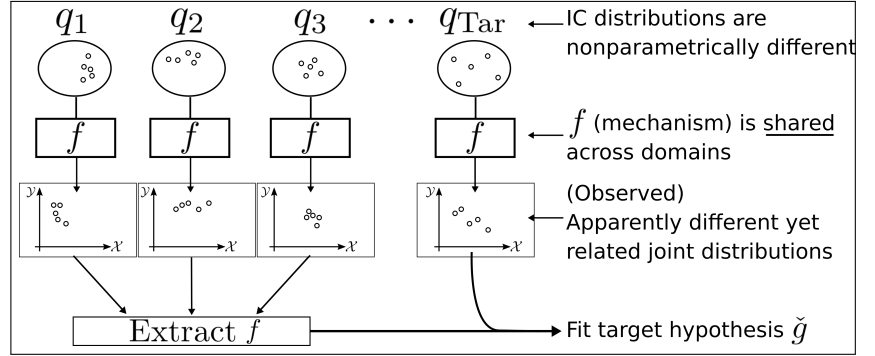 q₁ q₂ q₃ ··· q_Tar
IC distributions are
nonparametrically different
f f f f
f (mechanism) is shared
across domains
y x y x y x y x
(Observed)
Apparently different yet
related joint distributions
Extract f
Fit target hypothesis ǧ